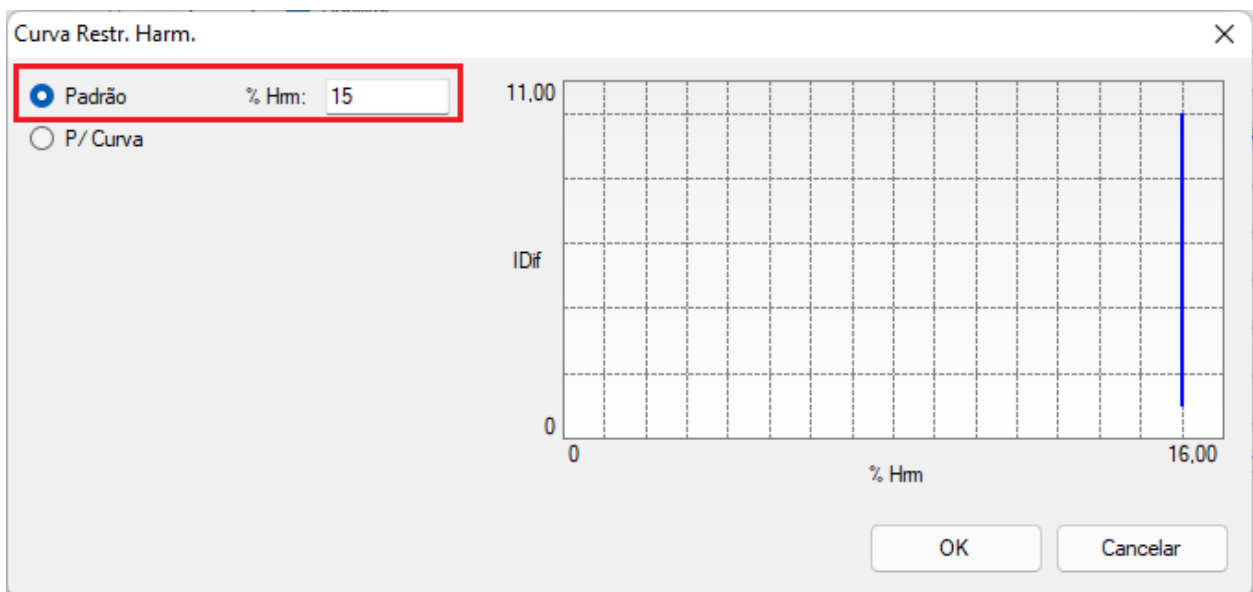 Curva Restr. Harm.
Padrão % Hrm: 15
P/ Curva
11,00
IDif
0
0 16,00
% Hrm
OK Cancelar